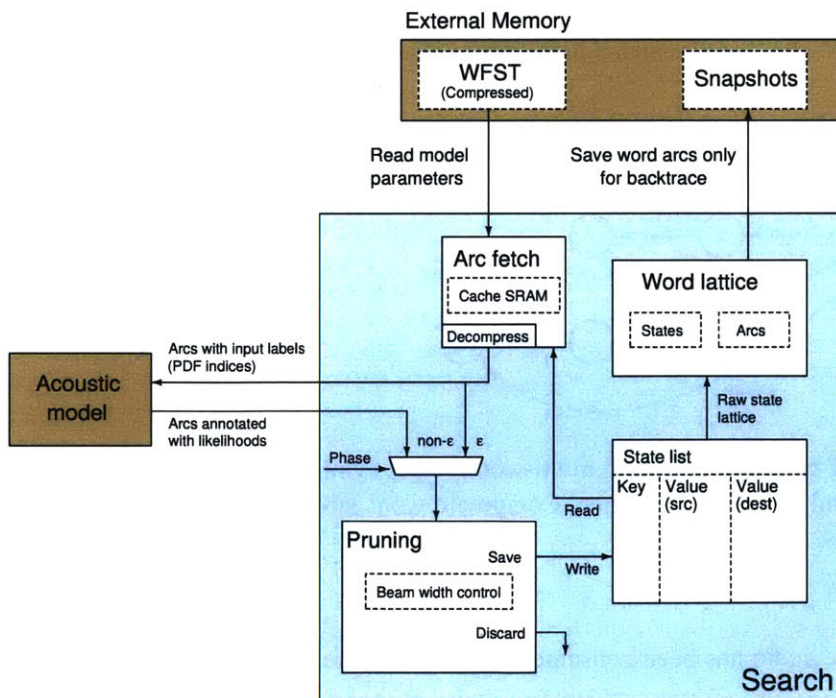 External Memory
WFST
(Compressed)
Snapshots
Read model
parameters
Save word arcs only
for backtrace
Arc fetch
Cache SRAM
Decompress
Word lattice
States
Arcs
Acoustic
model
Arcs with input labels
(PDF indices)
Arcs annotated
with likelihoods
non-ε
ε
Phase
Raw state
lattice
State list
Key
Value
(src)
Value
(dest)
Read
Write
Pruning
Save
Beam width control
Discard
Search